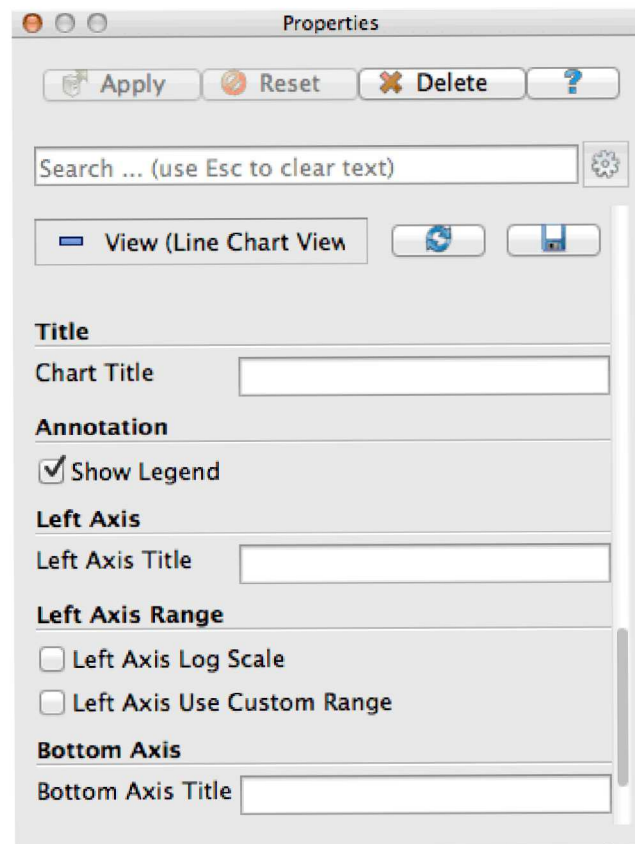 Properties
Apply Reset Delete ?
Search ... (use Esc to clear text)
View (Line Chart View
Title
Chart Title
Annotation
Show Legend
Left Axis
Left Axis Title
Left Axis Range
Left Axis Log Scale
Left Axis Use Custom Range
Bottom Axis
Bottom Axis Title